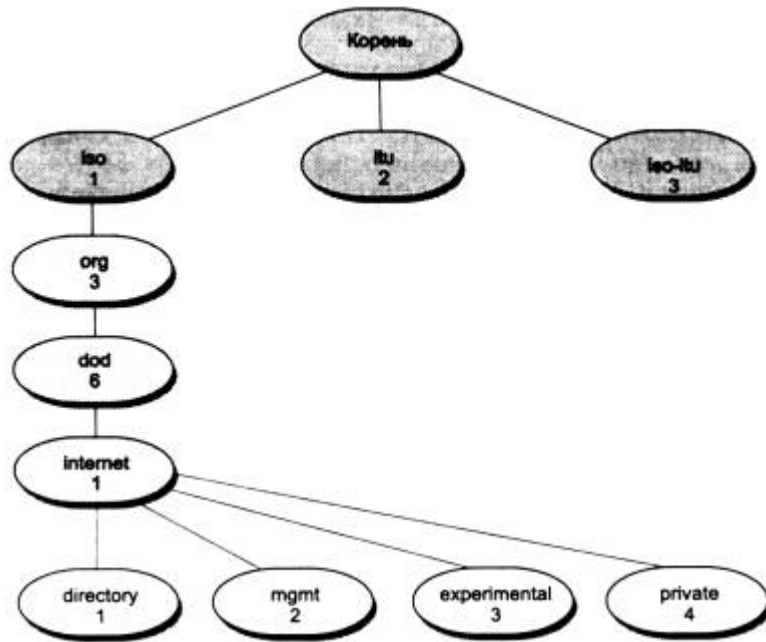 Корень
iso
1
itu
2
iso-itu
3
org
3
dod
6
internet
1
directory
1
mgmt
2
experimental
3
private
4